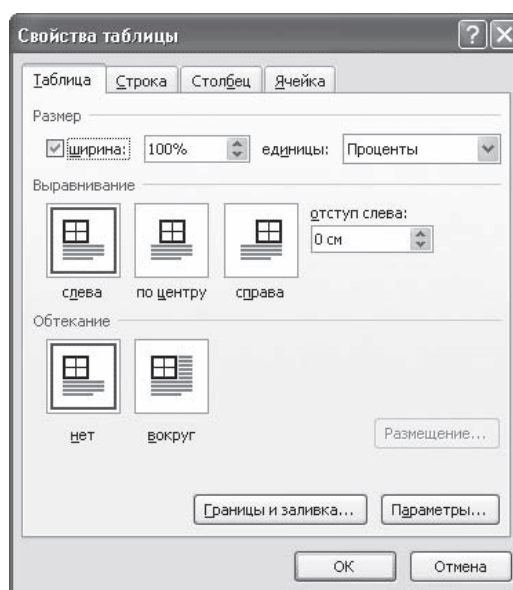 Свойства таблицы
Таблица Строка Столбец Ячейка
Размер
ширина: 100% единицы: Проценты
Выравнивание
отступ слева:
0 см
слева по центру справа
Обтекание
нет вокруг
Размещение...
Границы и заливка... Параметры...
ОК Отмена